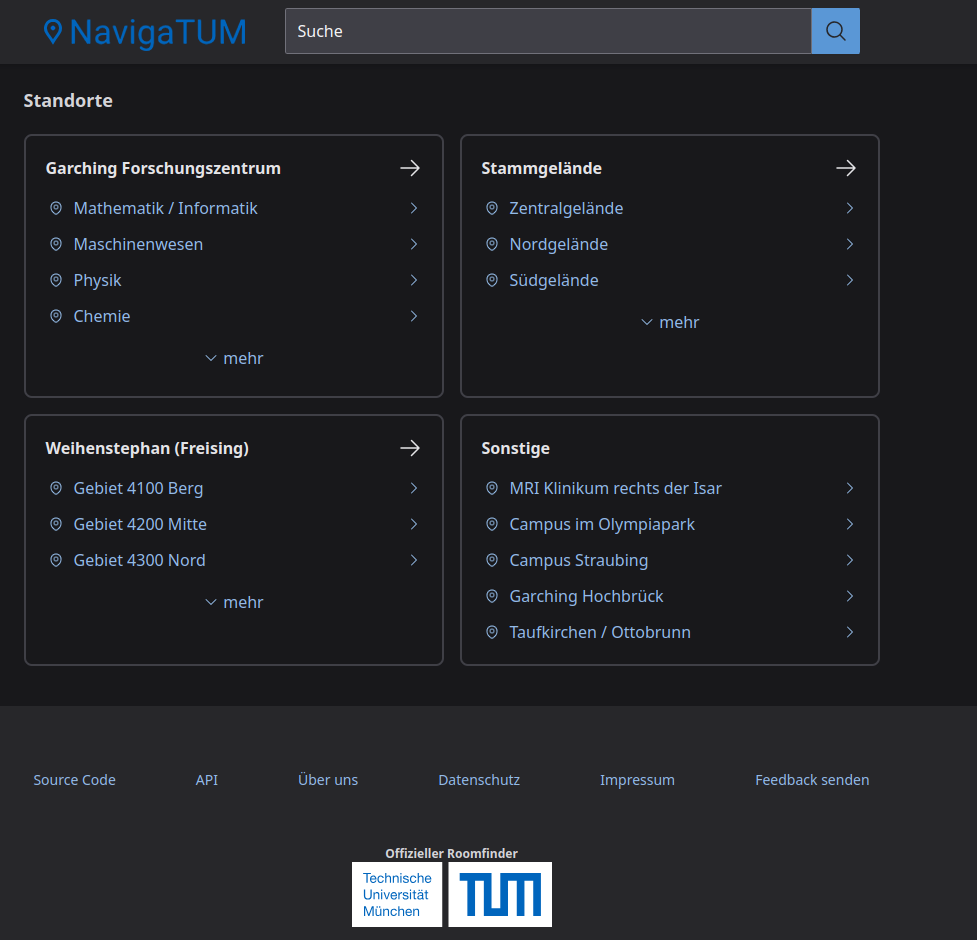 NavigaTUM
Suche
Standorte
Garching Forschungszentrum
Mathematik / Informatik
Maschinenwesen
Physik
Chemie
mehr
Stammgelände
Zentralgelände
Nordgelände
Südgelände
mehr
Weihenstephan (Freising)
Gebiet 4100 Berg
Gebiet 4200 Mitte
Gebiet 4300 Nord
mehr
Sonstige
MRI Klinikum rechts der Isar
Campus im Olympiapark
Campus Straubing
Garching Hochbrück
Taufkirchen / Ottobrunn
Source Code API Über uns Datenschutz Impressum Feedback senden
Offizieller Roomfinder
Technische
Universität
München
TUM